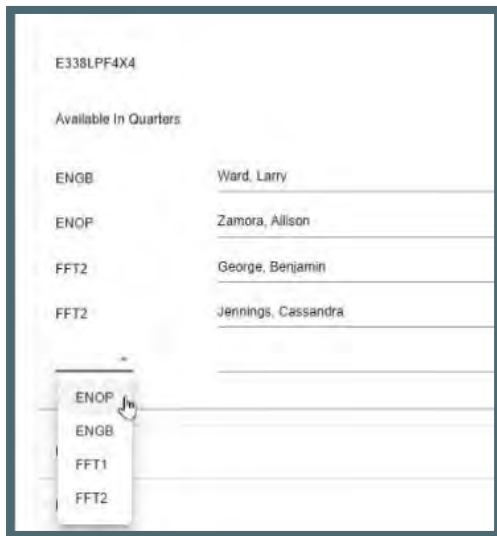 E338LPF4X4
Available In Quarters
ENGB Ward, Larry
ENOP Zamora, Allison
FFT2 George, Benjamin
FFT2 Jennings, Cassandra
ENOP
ENGB
FFT1
FFT2